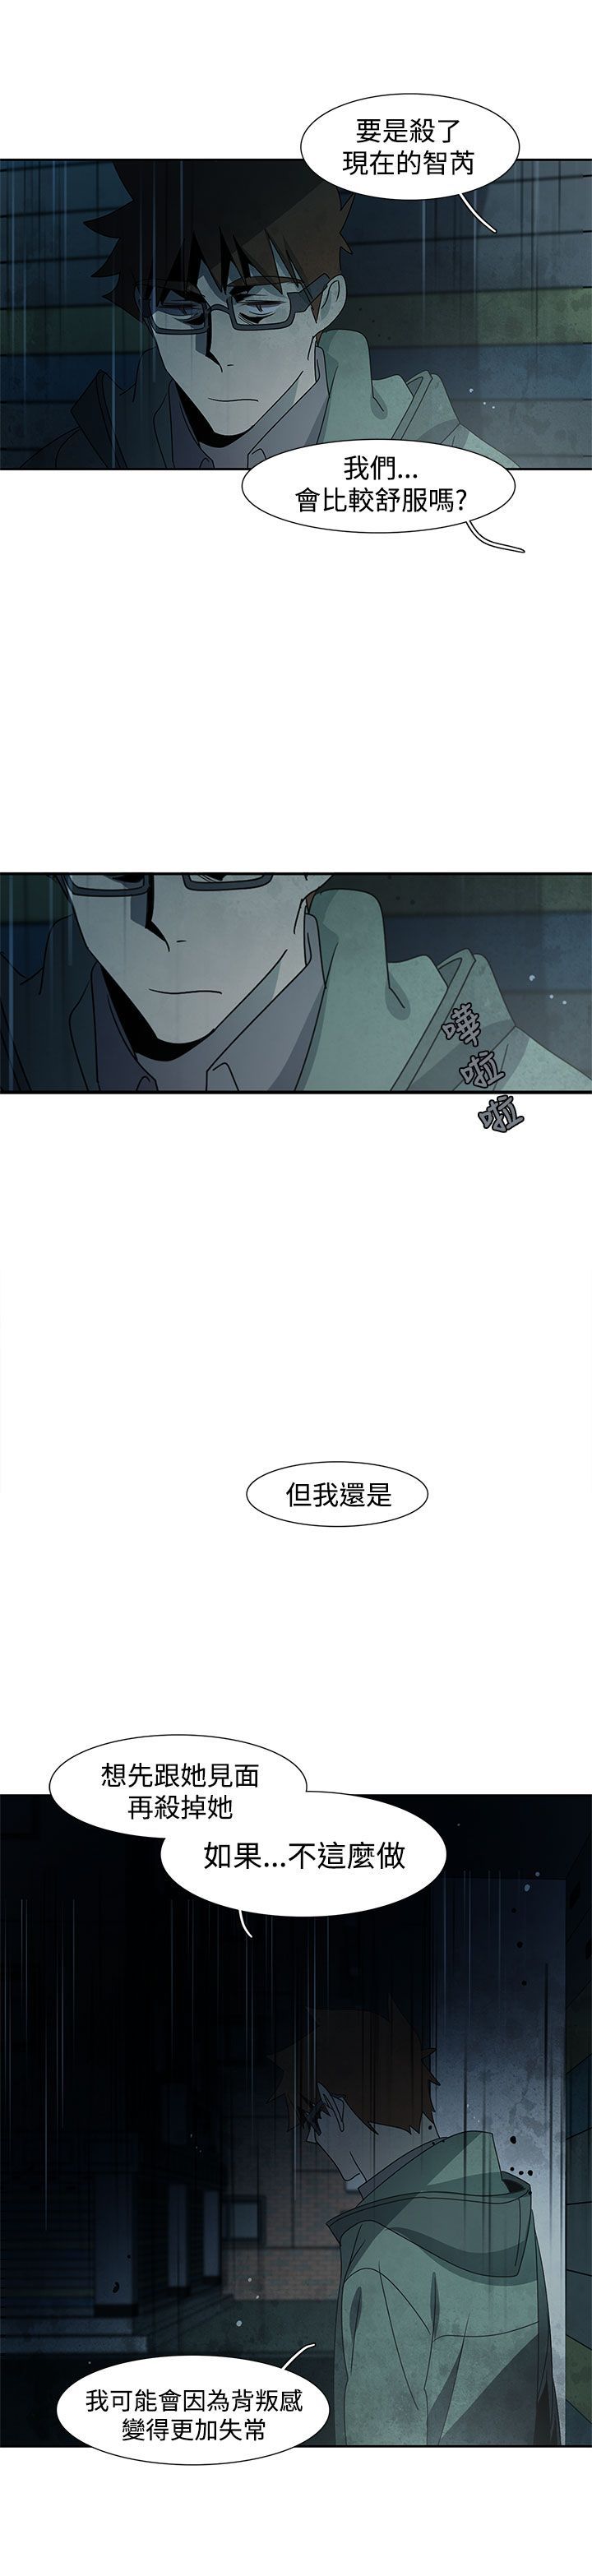 要是殺了
現在的智芮
我們...
會比較舒服嗎?
嘩
啦
啦
但我還是
想先跟她見面
再殺掉她
如果...不這麼做
我可能會因為背叛感
變得更加失常